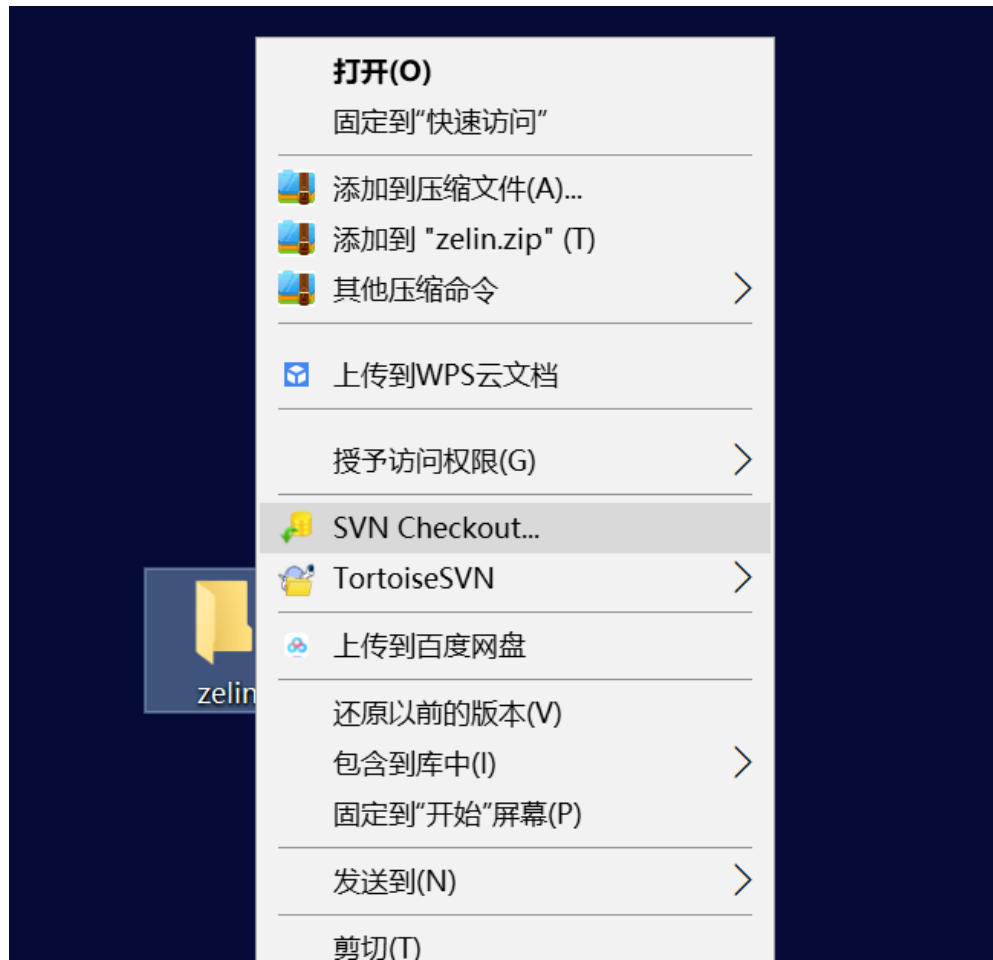 打开(O)
固定到"快速访问"
添加到压缩文件(A)...
添加到 "zelin.zip" (T)
其他压缩命令
上传到WPS云文档
授予访问权限(G)
SVN Checkout...
TortoiseSVN
上传到百度网盘
zelin
还原以前的版本(V)
包含到库中(I)
固定到"开始"屏幕(P)
发送到(N)
剪切(T)